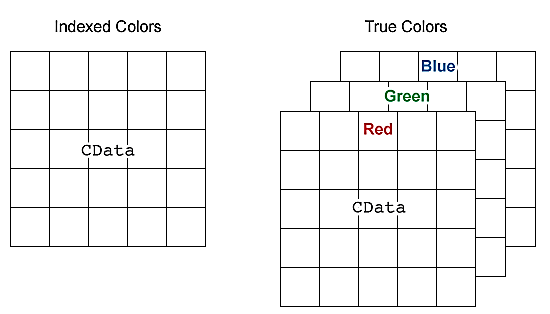 Indexed Colors
CData
True Colors
Blue
Green
Red
CData